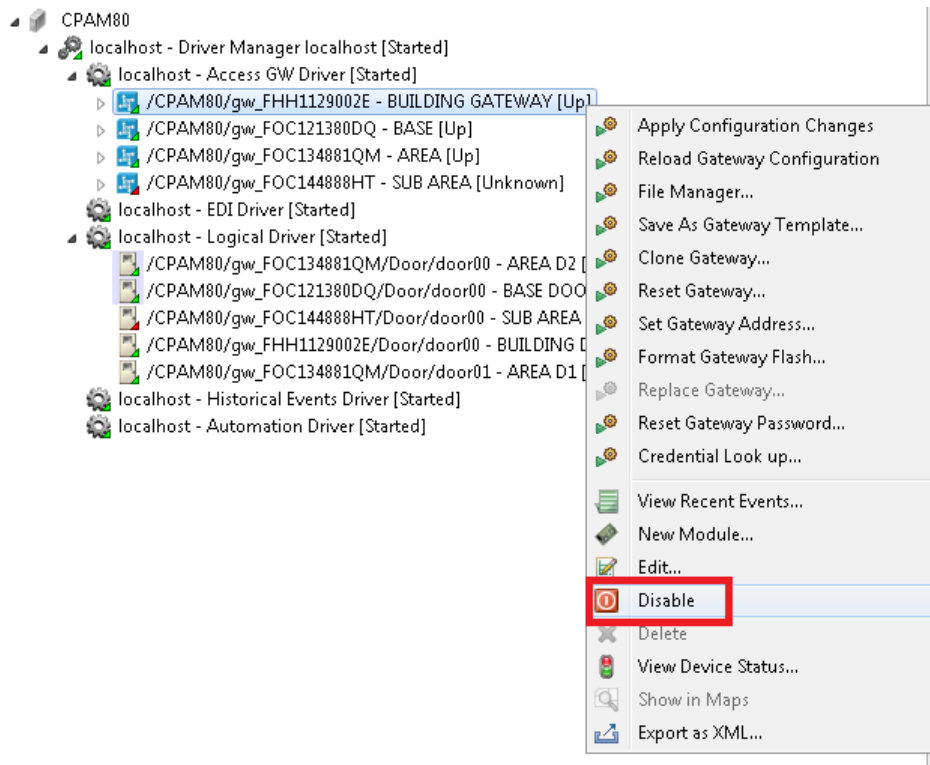 CPAM80
localhost - Driver Manager localhost [Started]
localhost - Access GW Driver [Started]
/CPAM80/gw_FHH1129002E - BUILDING GATEWAY [Up]
/CPAM80/gw_FOC121380DQ - BASE [Up]
/CPAM80/gw_FOC134881QM - AREA [Up]
/CPAM80/gw_FOC144888HT - SUB AREA [Unknown]
localhost - EDI Driver [Started]
localhost - Logical Driver [Started]
/CPAM80/gw_FOC134881QM/Door/door00 - AREA D2 [
/CPAM80/gw_FOC121380DQ/Door/door00 - BASE DOO
/CPAM80/gw_FOC144888HT/Door/door00 - SUB AREA
/CPAM80/gw_FHH1129002E/Door/door00 - BUILDING D
/CPAM80/gw_FOC134881QM/Door/door01 - AREA D1 [
localhost - Historical Events Driver [Started]
localhost - Automation Driver [Started]
Apply Configuration Changes
Reload Gateway Configuration
File Manager...
Save As Gateway Template...
Clone Gateway...
Reset Gateway...
Set Gateway Address...
Format Gateway Flash...
Replace Gateway...
Reset Gateway Password...
Credential Look up...
View Recent Events...
New Module...
Edit...
Disable
Delete
View Device Status...
Show in Maps
Export as XML...